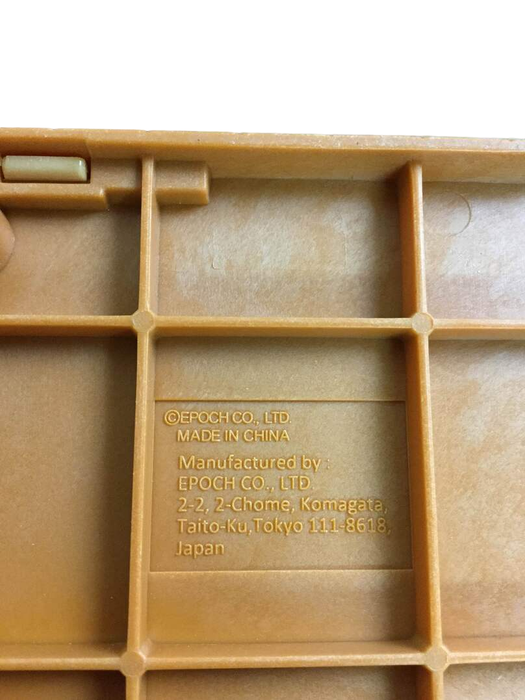 ©EPOCH CO., LTD.
MADE IN CHINA
Manufactured by :
EPOCH CO., LTD.
2-2, 2-Chome, Komagata,
Taito-Ku, Tokyo 111-8618,
Japan